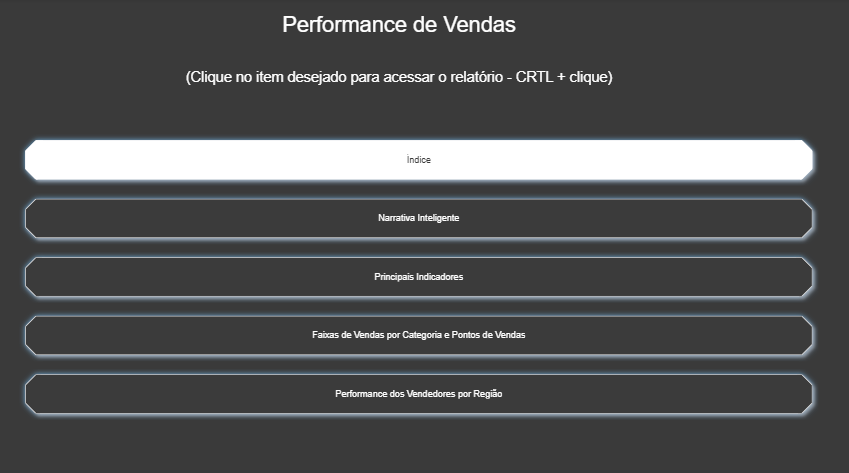 Performance de Vendas
(Clique no item desejado para acessar o relatório - CRTL + clique)
Índice
Narrativa Inteligente
Principais Indicadores
Faixas de Vendas por Categoria e Pontos de Vendas
Performance dos Vendedores por Região